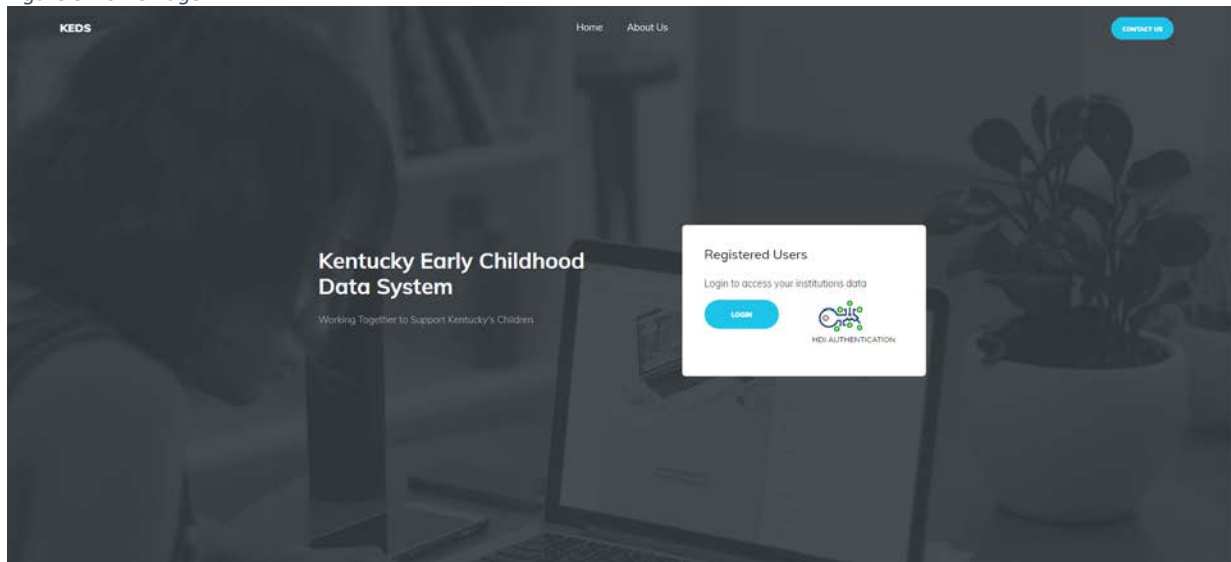 KEDS
Home
About Us
CONTACT US
Kentucky Early Childhood
Data System
Working Together to Support Kentucky's Children
Registered Users
Login to access your institutions data
LOGIN
HDI AUTHENTICATION